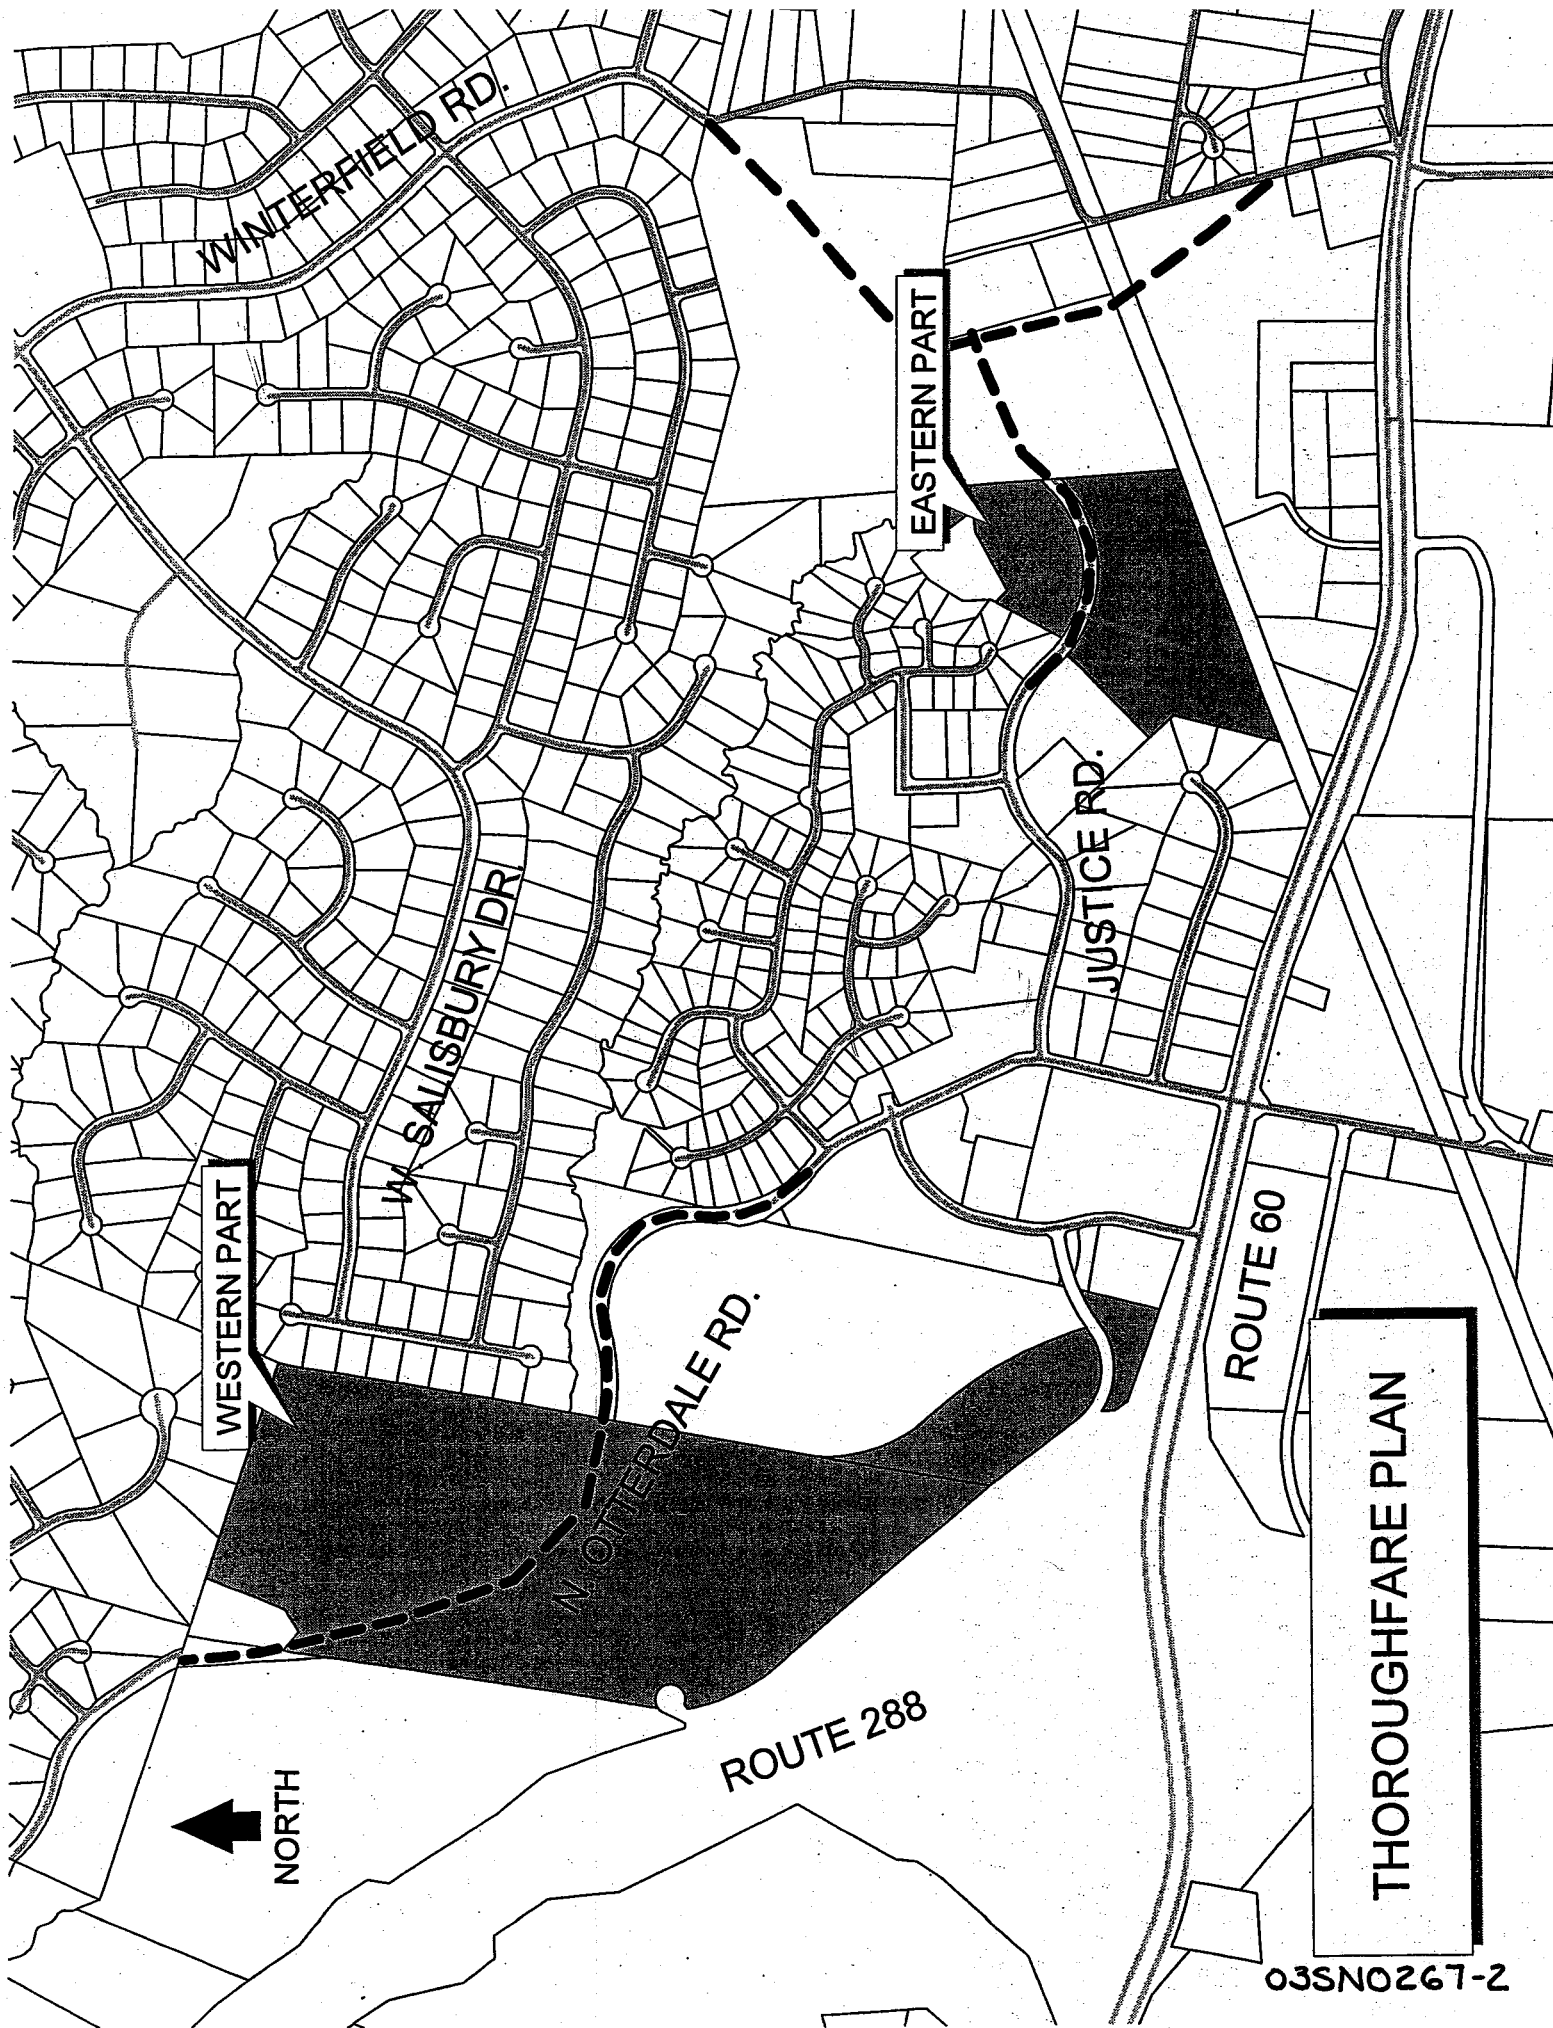 WINTERFIELD RD.
EASTERN PART
W. SALISBURY DR.
JUSTICE RD.
WESTERN PART
N. OTTERDALE RD.
ROUTE 60
ROUTE 288
NORTH
THOROUGHFARE PLAN
03SN0267-2